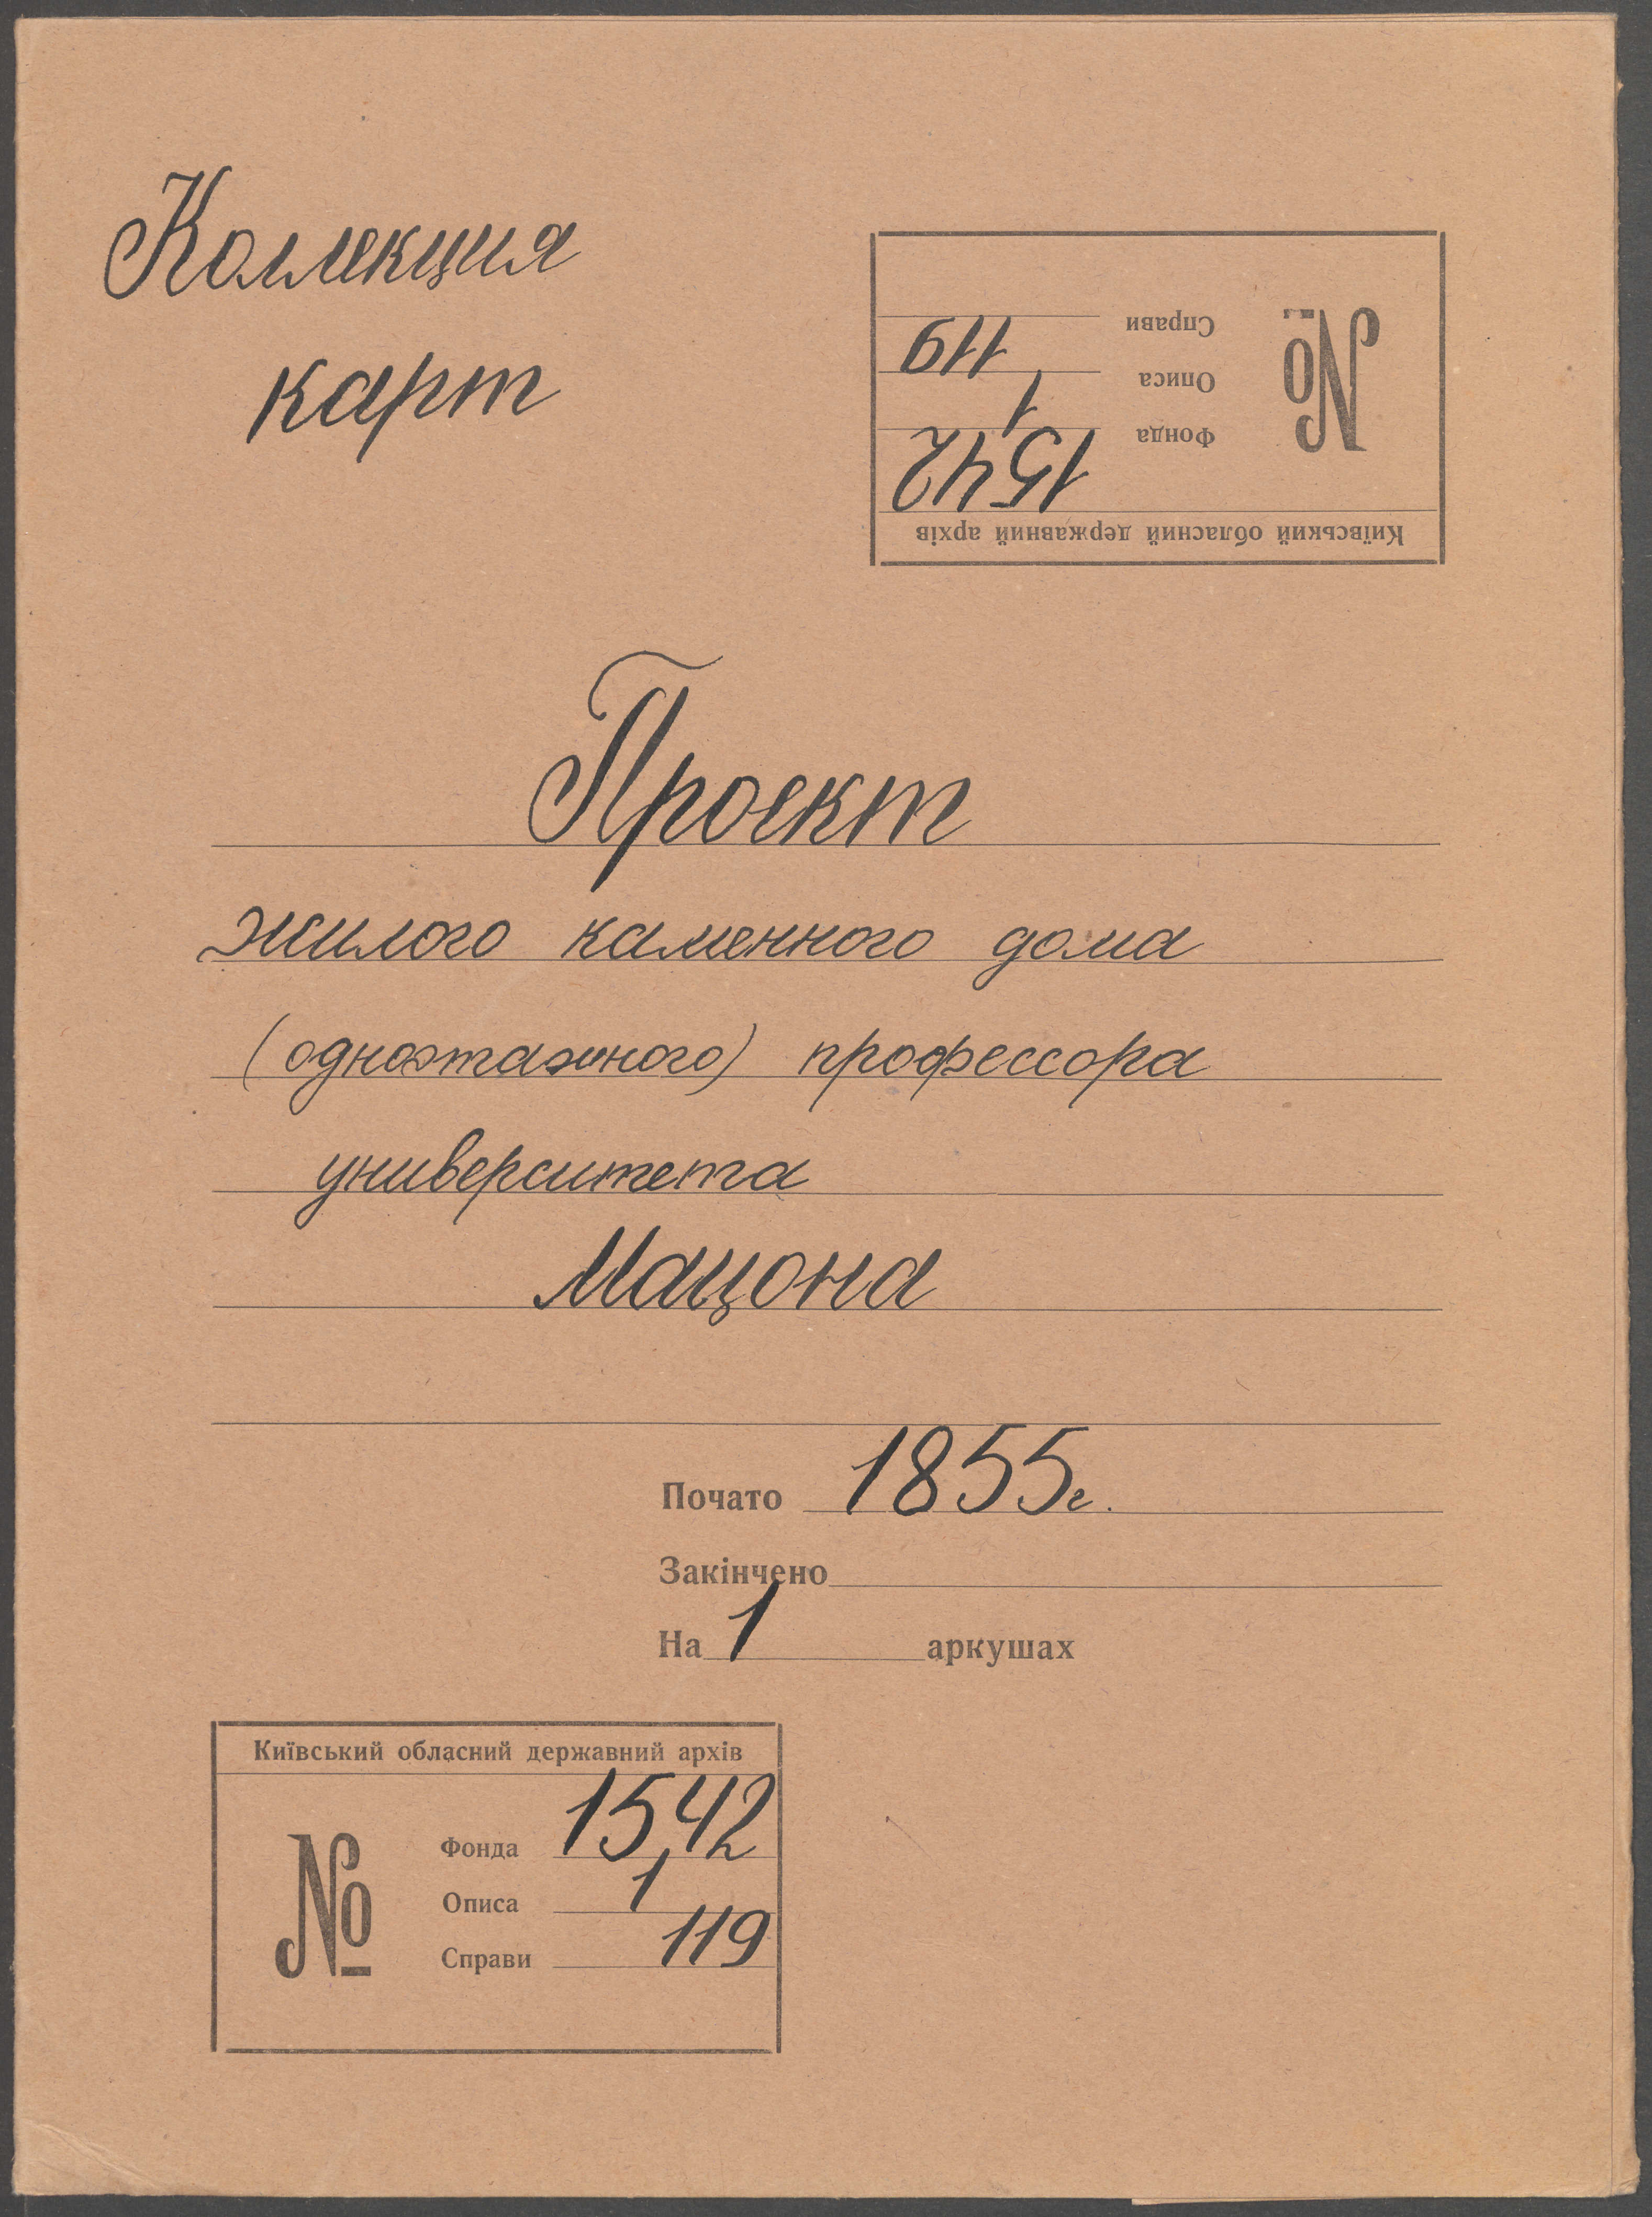 Коллекция
карт
Київський обласний державний архів
№
Фонда 1542
Описа 1
Справи 119
Проект
жилого каменного дома
(одноэтажного) профессора
университета
Мацона
Почато 1855г.
Закінчено
На 1 аркушах
Київський обласний державний архів
№
Фонда 1542
Описа 1
Справи 119